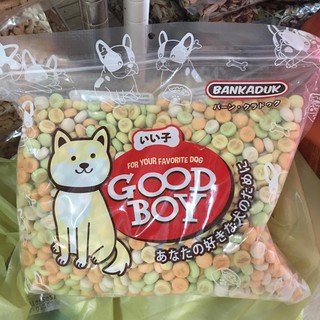 BANKADUK
バーン・クラドゥク
いい子
FOR YOUR FAVORITE DOG
GOOD
BOY
あなたの好きな犬のために